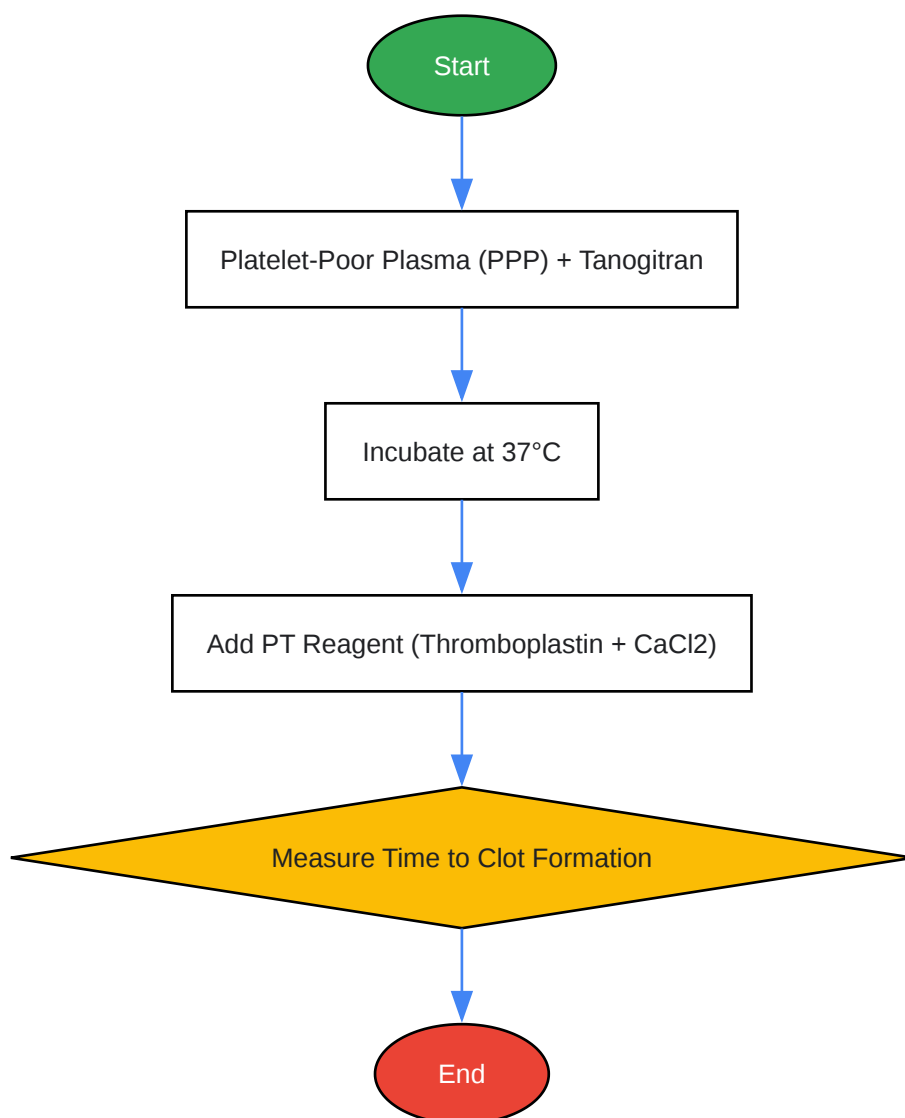 Start
Platelet-Poor Plasma (PPP) + Tanogitran
Incubate at 37°C
Add PT Reagent (Thromboplastin + CaCl2)
Measure Time to Clot Formation
End